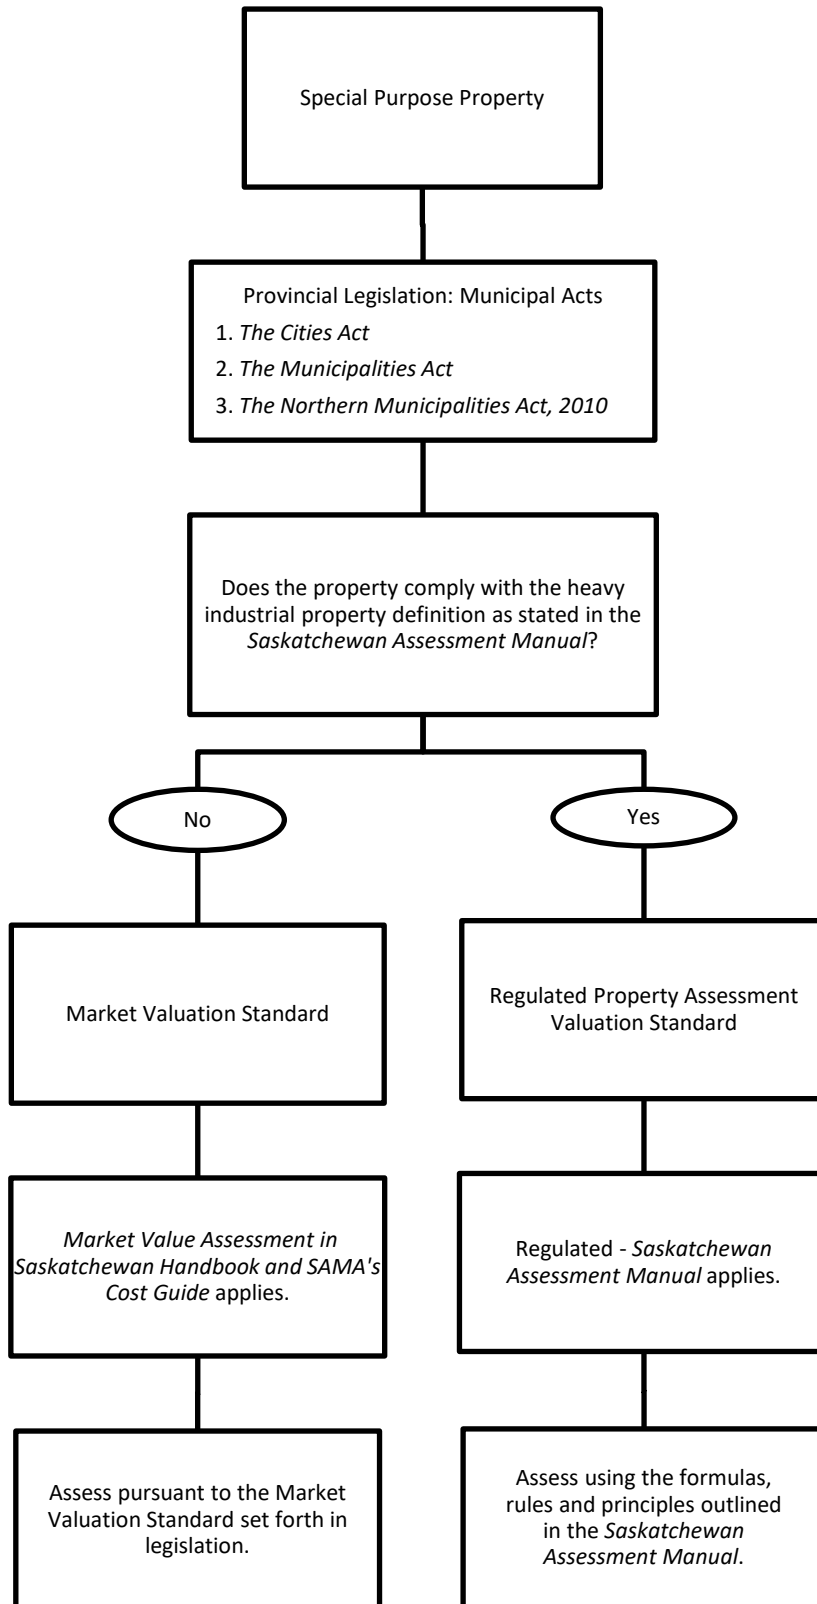 Special Purpose Property
Provincial Legislation: Municipal Acts
1. The Cities Act
2. The Municipalities Act
3. The Northern Municipalities Act, 2010
Does the property comply with the heavy
industrial property definition as stated in the
Saskatchewan Assessment Manual?
No
Yes
Market Valuation Standard
Regulated Property Assessment
Valuation Standard
Market Value Assessment in
Saskatchewan Handbook and SAMA's
Cost Guide applies.
Regulated - Saskatchewan
Assessment Manual applies.
Assess pursuant to the Market
Valuation Standard set forth in
legislation.
Assess using the formulas,
rules and principles outlined
in the Saskatchewan
Assessment Manual.